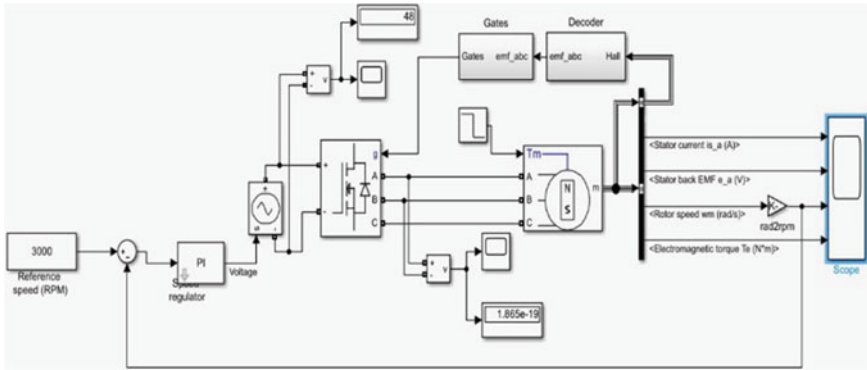 48
Gates
Decoder
Gates emf_abc
emf_abc Hall
+
-
v
g
+
-
A
B
C
Tm
A
B
C
m
N
S
<Stator current is_a (A)>
<Stator back EMF e_a (V)>
<Rotor speed wm (rad/s)>
K-
rad2rpm
<Electromagnetic torque Te (N*m)>
Scope
3000
Reference
speed (RPM)
PI
Speed
regulator
Voltage
+
-
s
+
-
v
1.865e-19